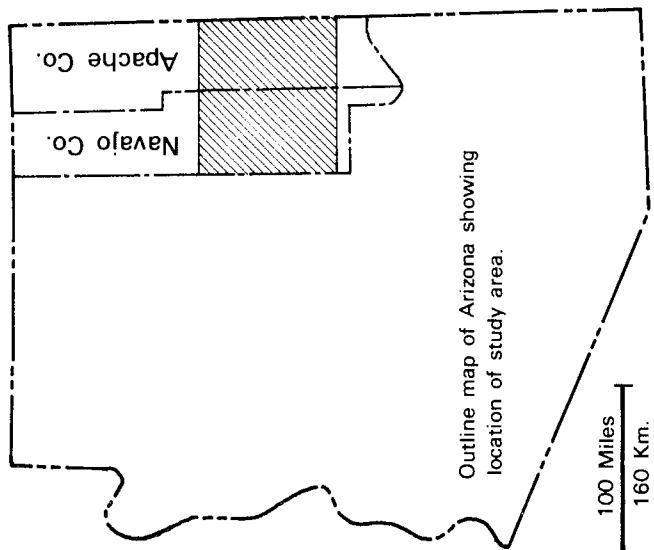 Apache Co.
Navajo Co.
Outline map of Arizona showing
location of study area.
100 Miles
160 Km.